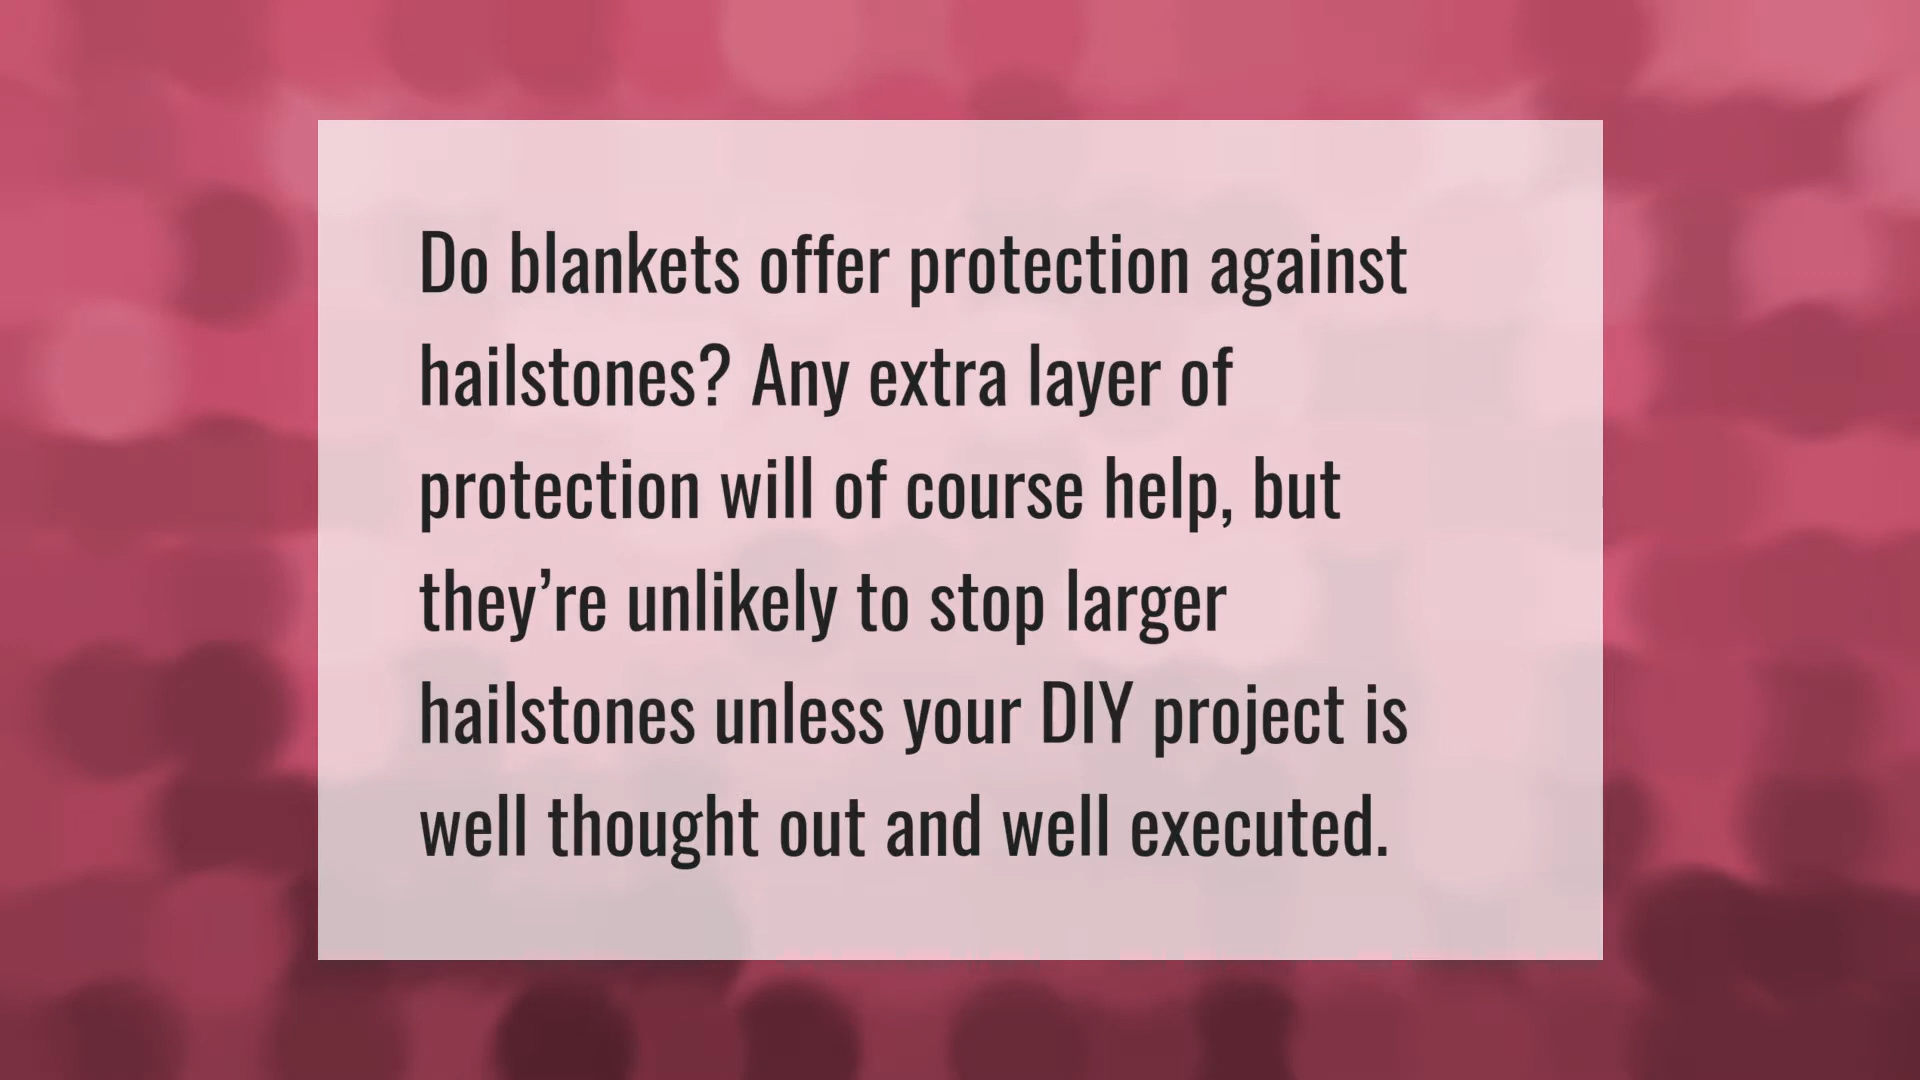 Do blankets offer protection against
hailstones? Any extra layer of
protection will of course help, but
they’re unlikely to stop larger
hailstones unless your DIY project is
well thought out and well executed.